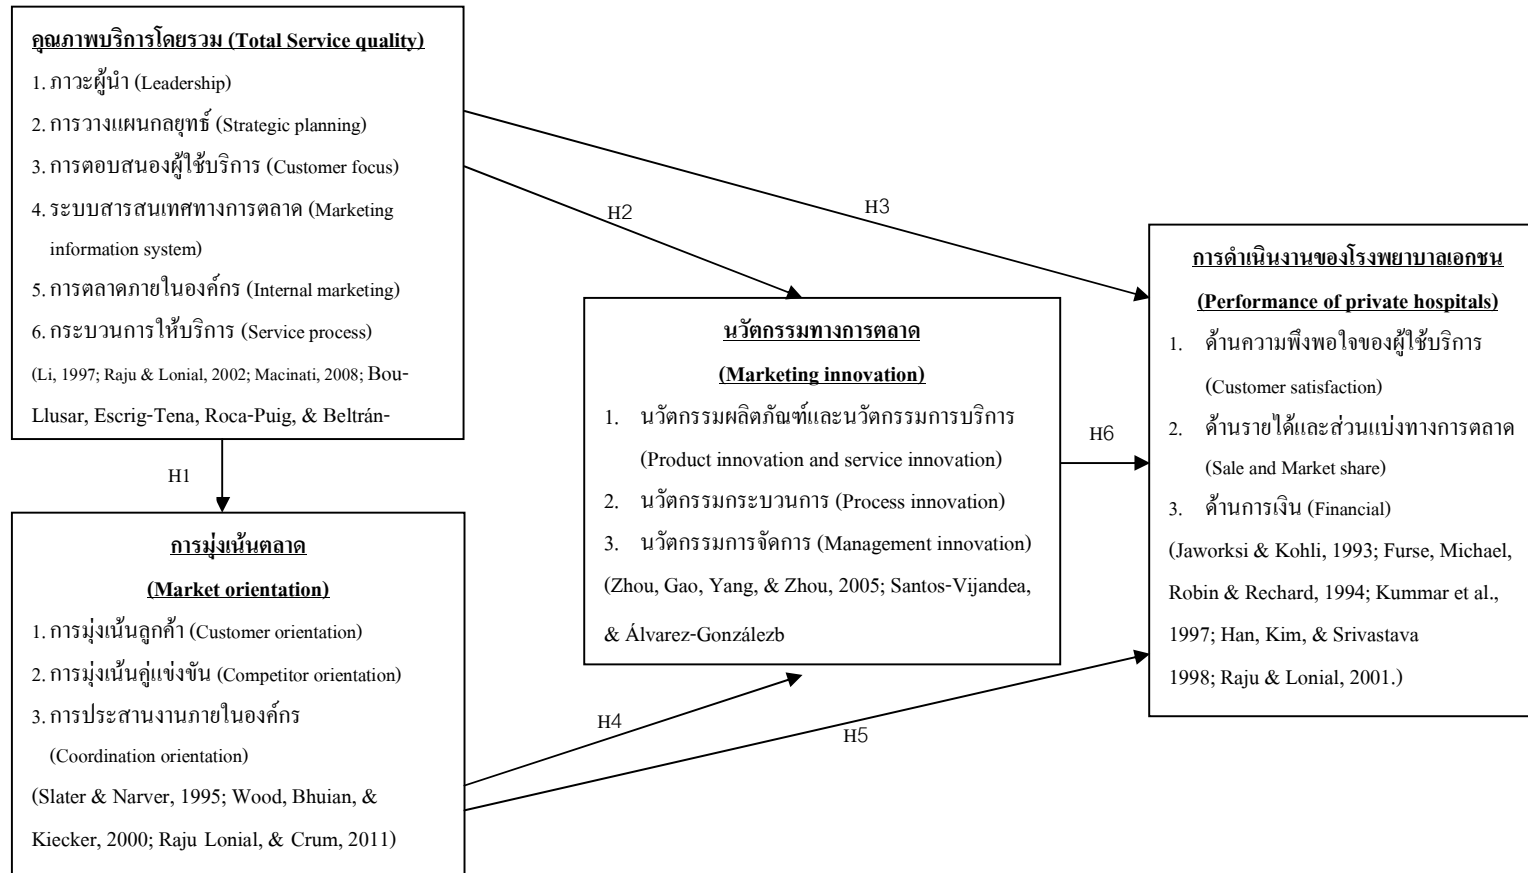 คุณภาพบริการโดยรวม (Total Service quality)
1. ภาวะผู้นำ (Leadership)
2. การวางแผนกลยุทธ์ (Strategic planning)
3. การตอบสนองผู้ใช้บริการ (Customer focus)
4. ระบบสารสนเทศทางการตลาด (Marketing
information system)
5. การตลาดภายในองค์กร (Internal marketing)
6. กระบวนการให้บริการ (Service process)
(Li, 1997; Raju & Lonial, 2002; Macinati, 2008; Bou-
Llusar, Escrig-Tena, Roca-Puig, & Beltrán-
H1
การมุ่งเน้นตลาด
(Market orientation)
1. การมุ่งเน้นลูกค้า (Customer orientation)
2. การมุ่งเน้นคู่แข่งขัน (Competitor orientation)
3. การประสานงานภายในองค์กร
(Coordination orientation)
(Slater & Narver, 1995; Wood, Bhuian, &
Kiecker, 2000; Raju Lonial, & Crum, 2011)
H2
H3
นวัตกรรมทางการตลาด
(Marketing innovation)
1. นวัตกรรมผลิตภัณฑ์และนวัตกรรมการบริการ
(Product innovation and service innovation)
2. นวัตกรรมกระบวนการ (Process innovation)
3. นวัตกรรมการจัดการ (Management innovation)
(Zhou, Gao, Yang, & Zhou, 2005; Santos-Vijandea,
& Álvarez-Gonzálezb
H4
H5
H6
การดำเนินงานของโรงพยาบาลเอกชน
(Performance of private hospitals)
1. ด้านความพึงพอใจของผู้ใช้บริการ
(Customer satisfaction)
2. ด้านรายได้และส่วนแบ่งทางการตลาด
(Sale and Market share)
3. ด้านการเงิน (Financial)
(Jaworksi & Kohli, 1993; Furse, Michael,
Robin & Rechard, 1994; Kummar et al.,
1997; Han, Kim, & Srivastava
1998; Raju & Lonial, 2001.)